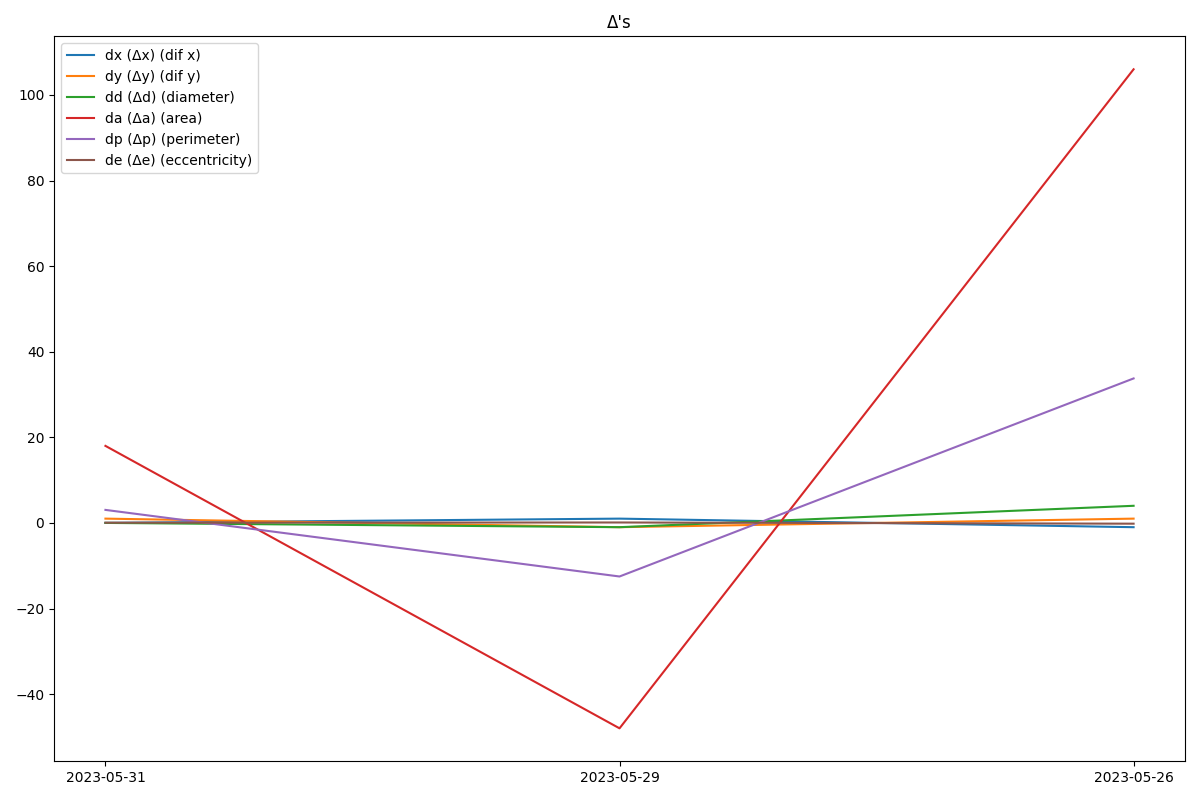 Δ's
dx (Δx) (dif x)
dy (Δy) (dif y)
dd (Δd) (diameter)
da (Δa) (area)
dp (Δp) (perimeter)
de (Δe) (eccentricity)
100
80
60
40
20
0
−20
−40
2023-05-31 2023-05-29 2023-05-26